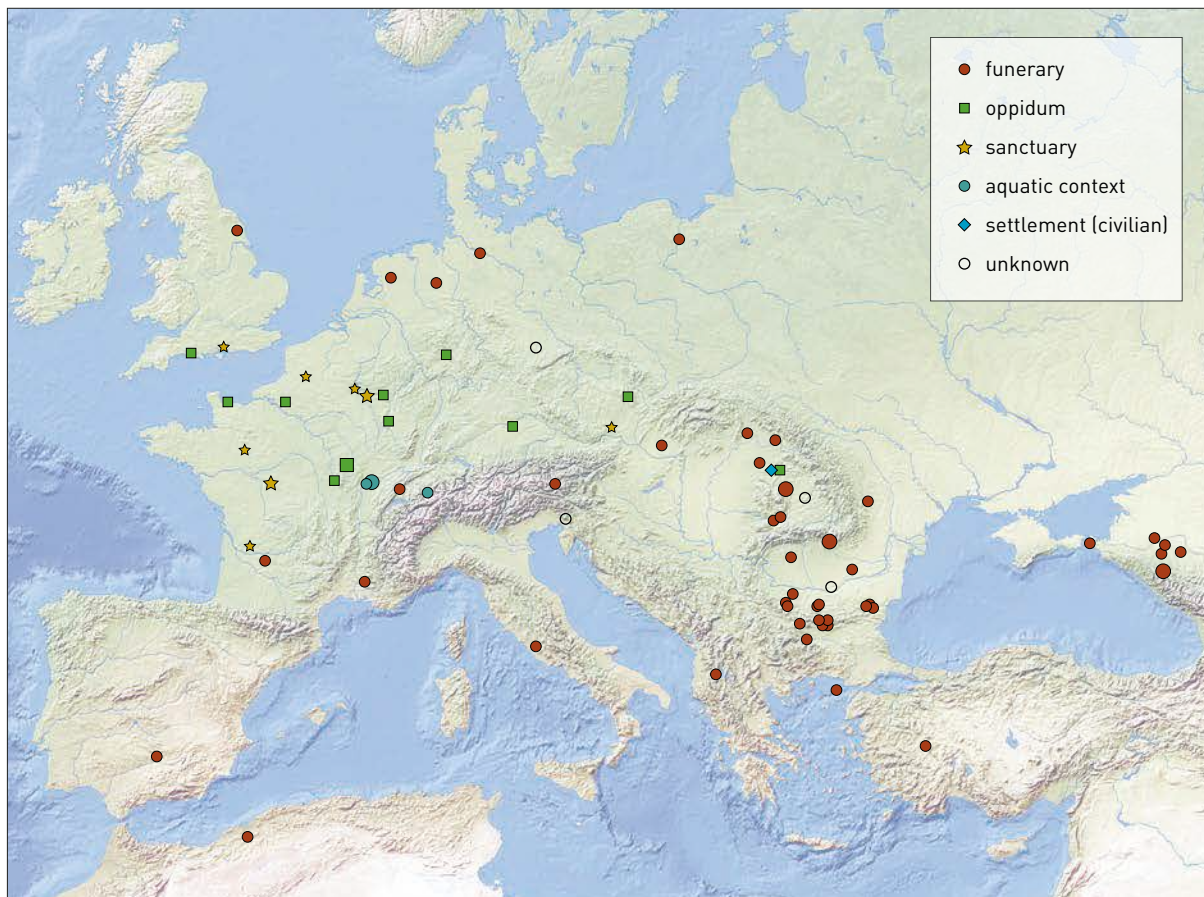 funerary
oppidum
sanctuary
aquatic context
settlement (civilian)
unknown